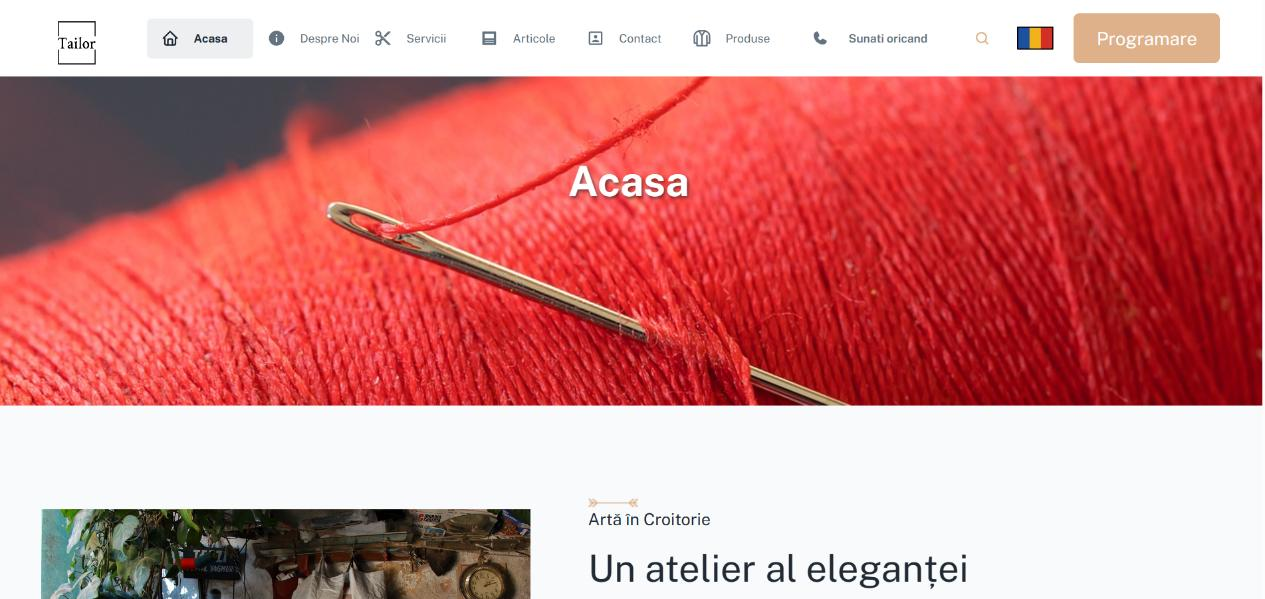 Tailor
Acasa
Despre Noi
Servicii
Articole
Contact
Produse
Sunati oricand
Programare
Acasa
Artă în Croitorie
Un atelier al eleganței